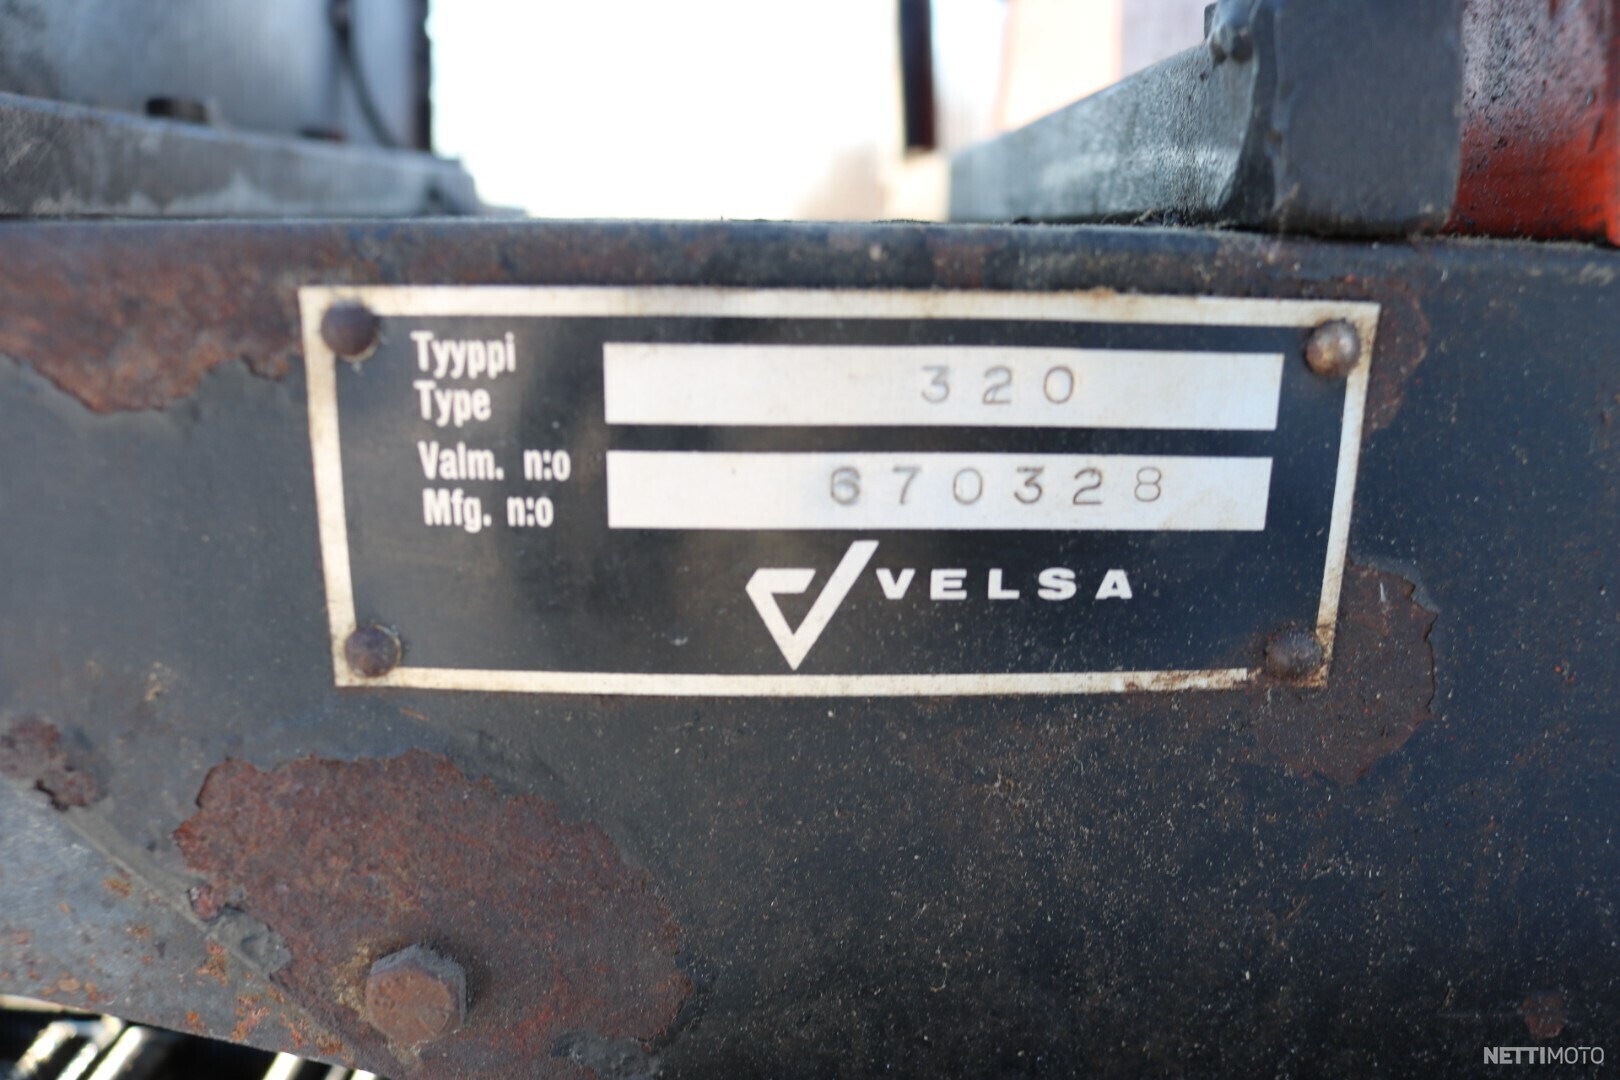 Tyyppi
Type 320
Valm. n:o
Mfg. n:o 670328
VELSA
NETTIMOTO